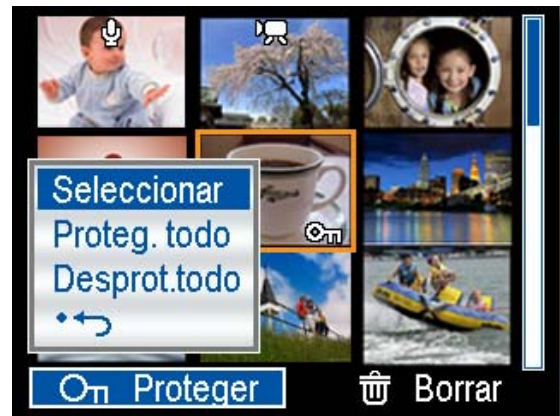 Seleccionar
Proteg. todo
Desprot.todo
Proteger
Borrar